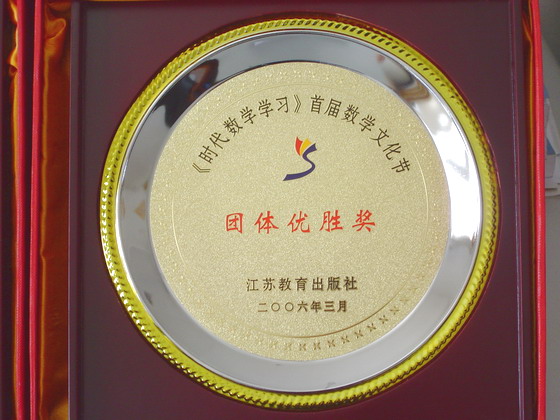 《时代数学学习》首届数学文化节
团体优胜奖
江苏教育出版社
二〇〇六年三月